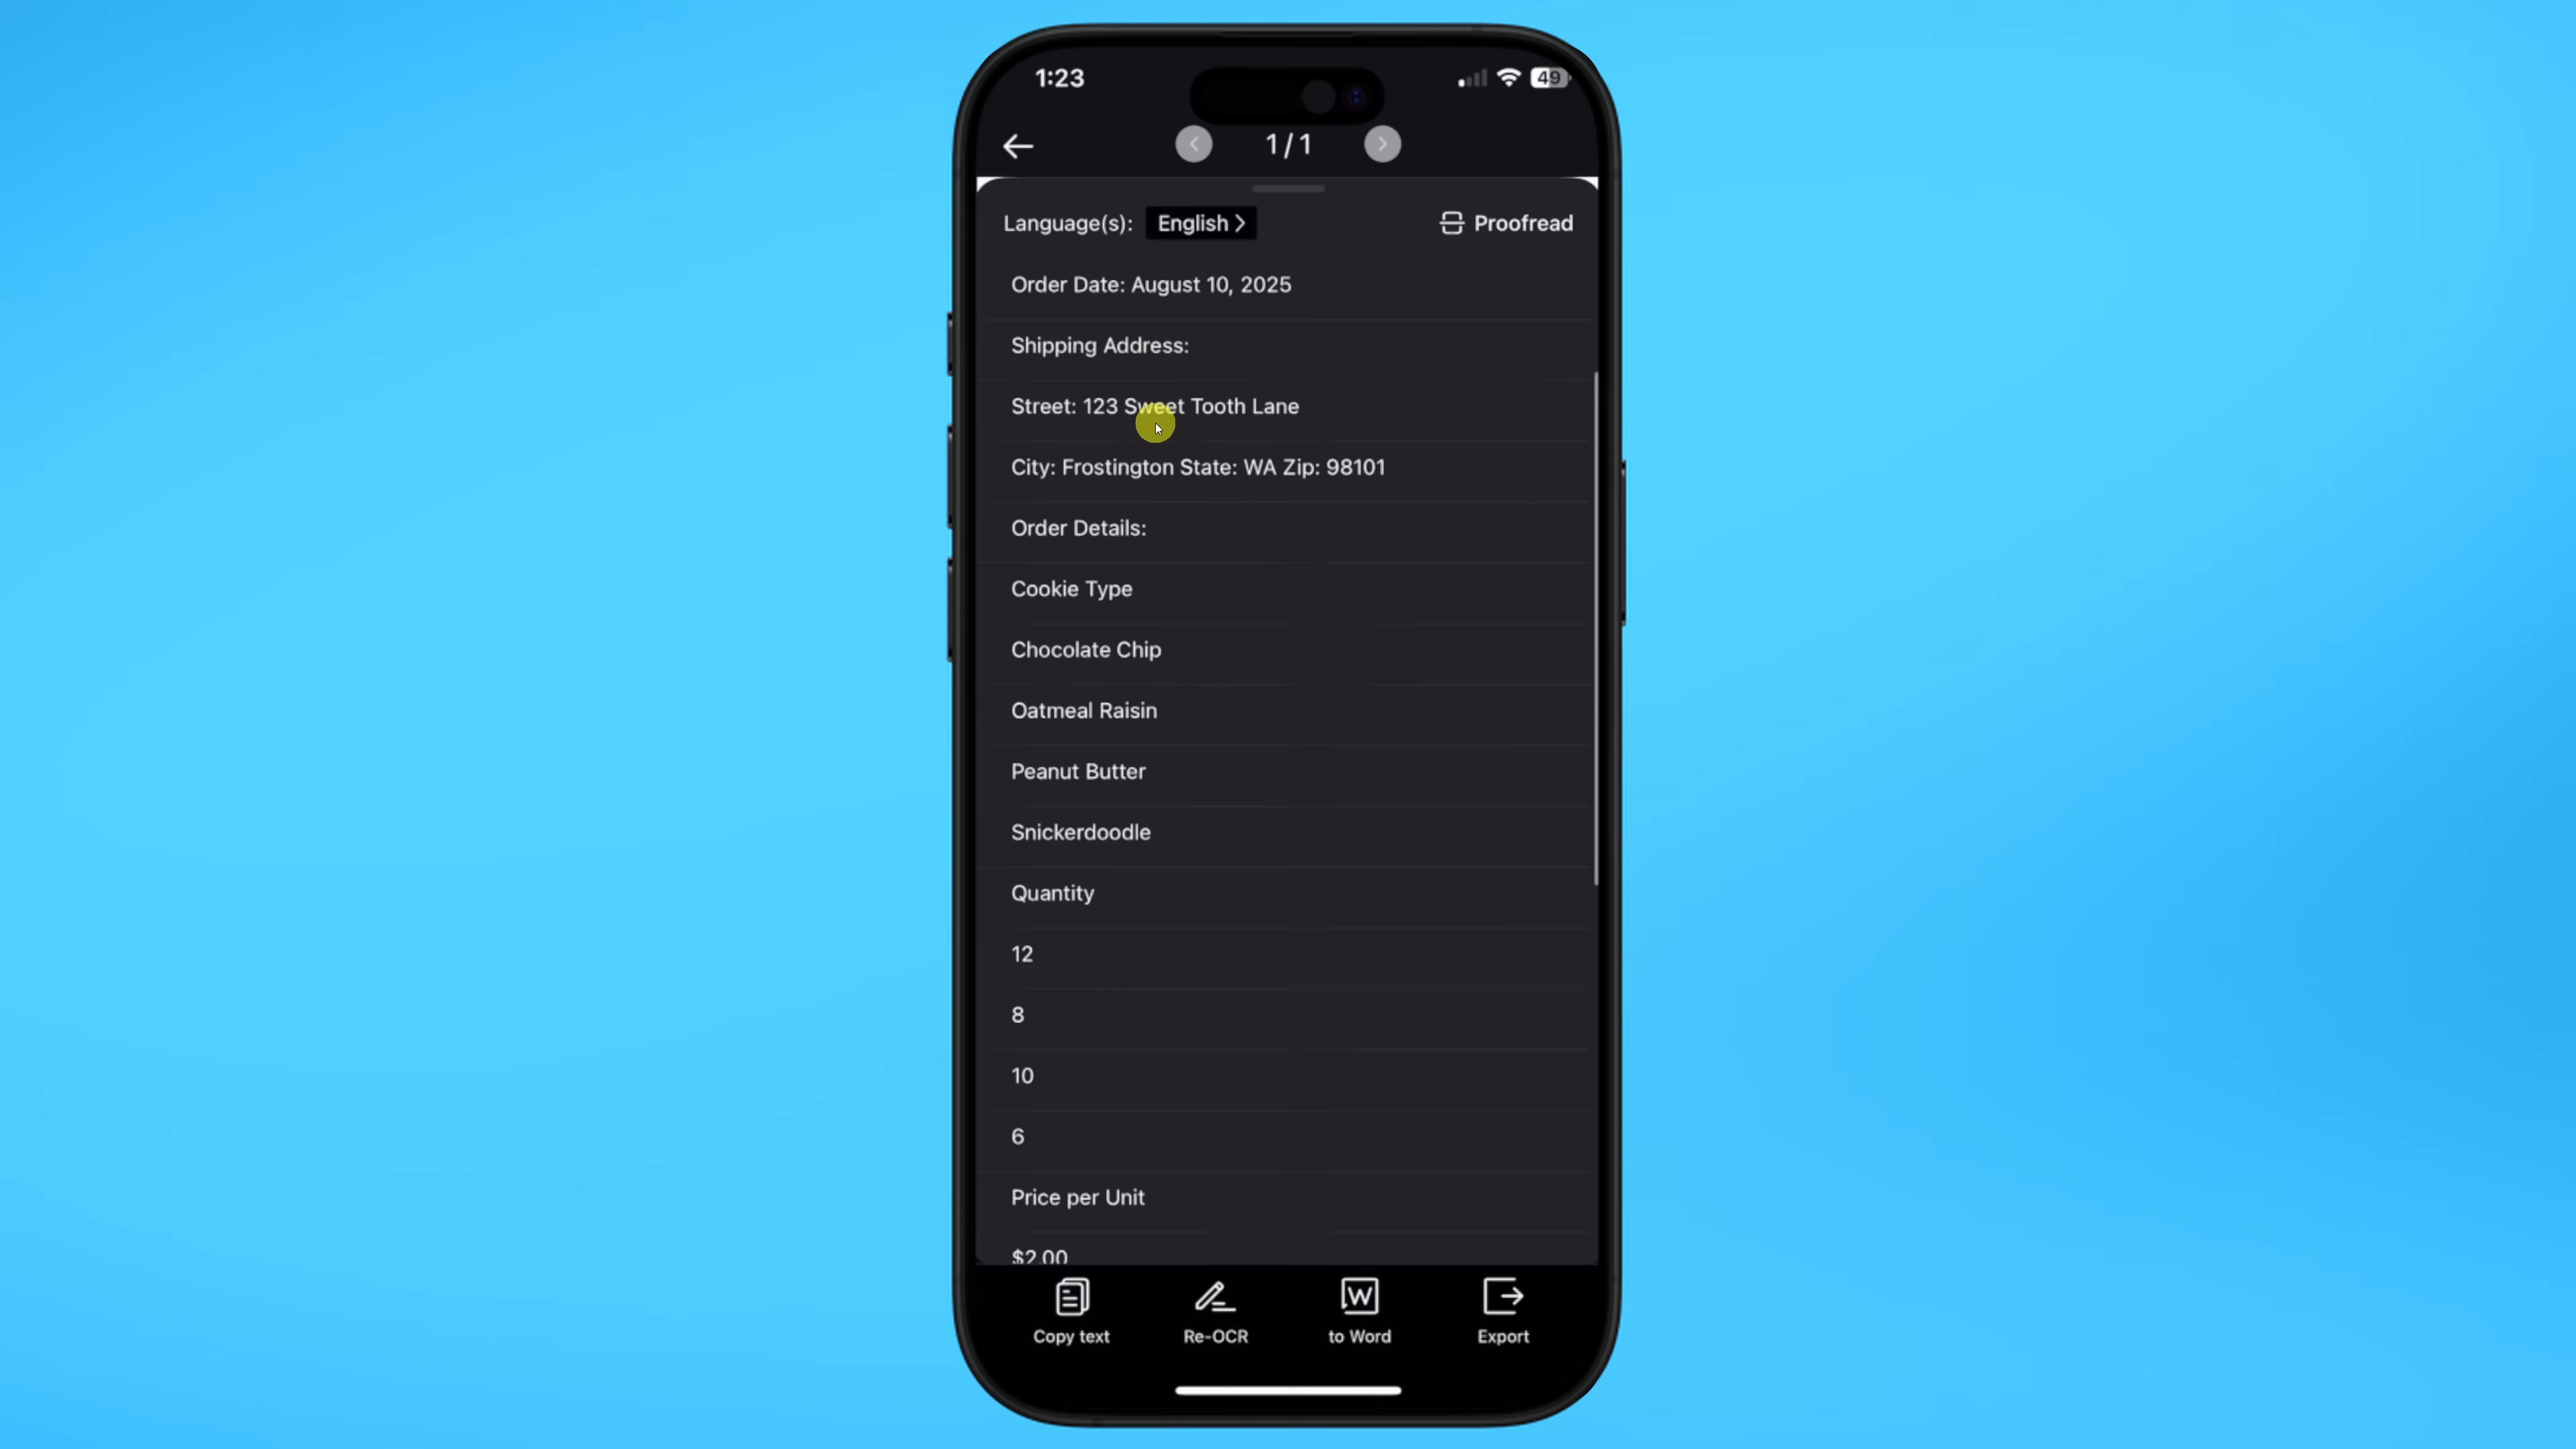 1:23
49
1/1
Language(s): English
Proofread
Order Date: August 10, 2025
Shipping Address:
Street: 123 Sweet Tooth Lane
City: Frostington State: WA Zip: 98101
Order Details:
Cookie Type
Chocolate Chip
Oatmeal Raisin
Peanut Butter
Snickerdoodle
Quantity
12
8
10
6
Price per Unit
$2.00
Copy text
Re-OCR
to Word
Export